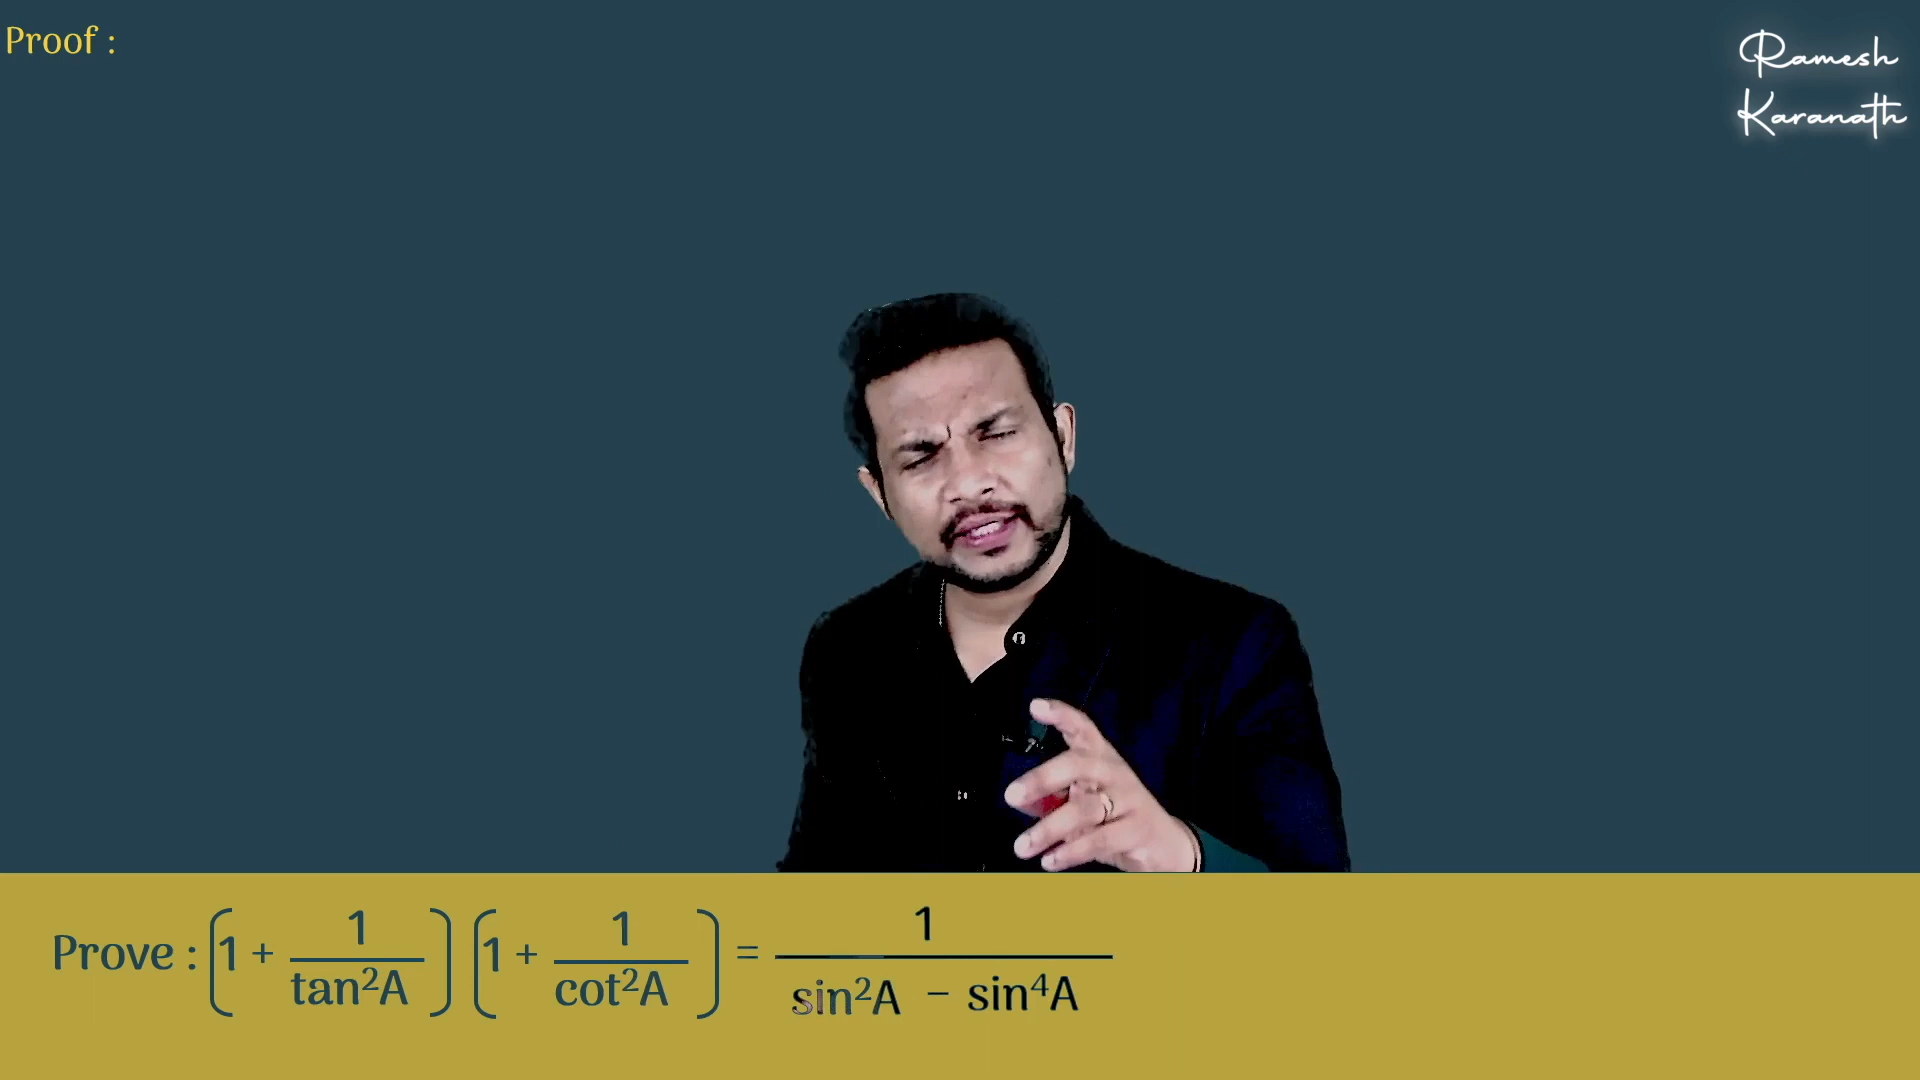 Proof :
Ramesh
Karanath
Prove : (1 + 1/tan²A) (1 + 1/cot²A) = 1/(sin²A − sin⁴A)